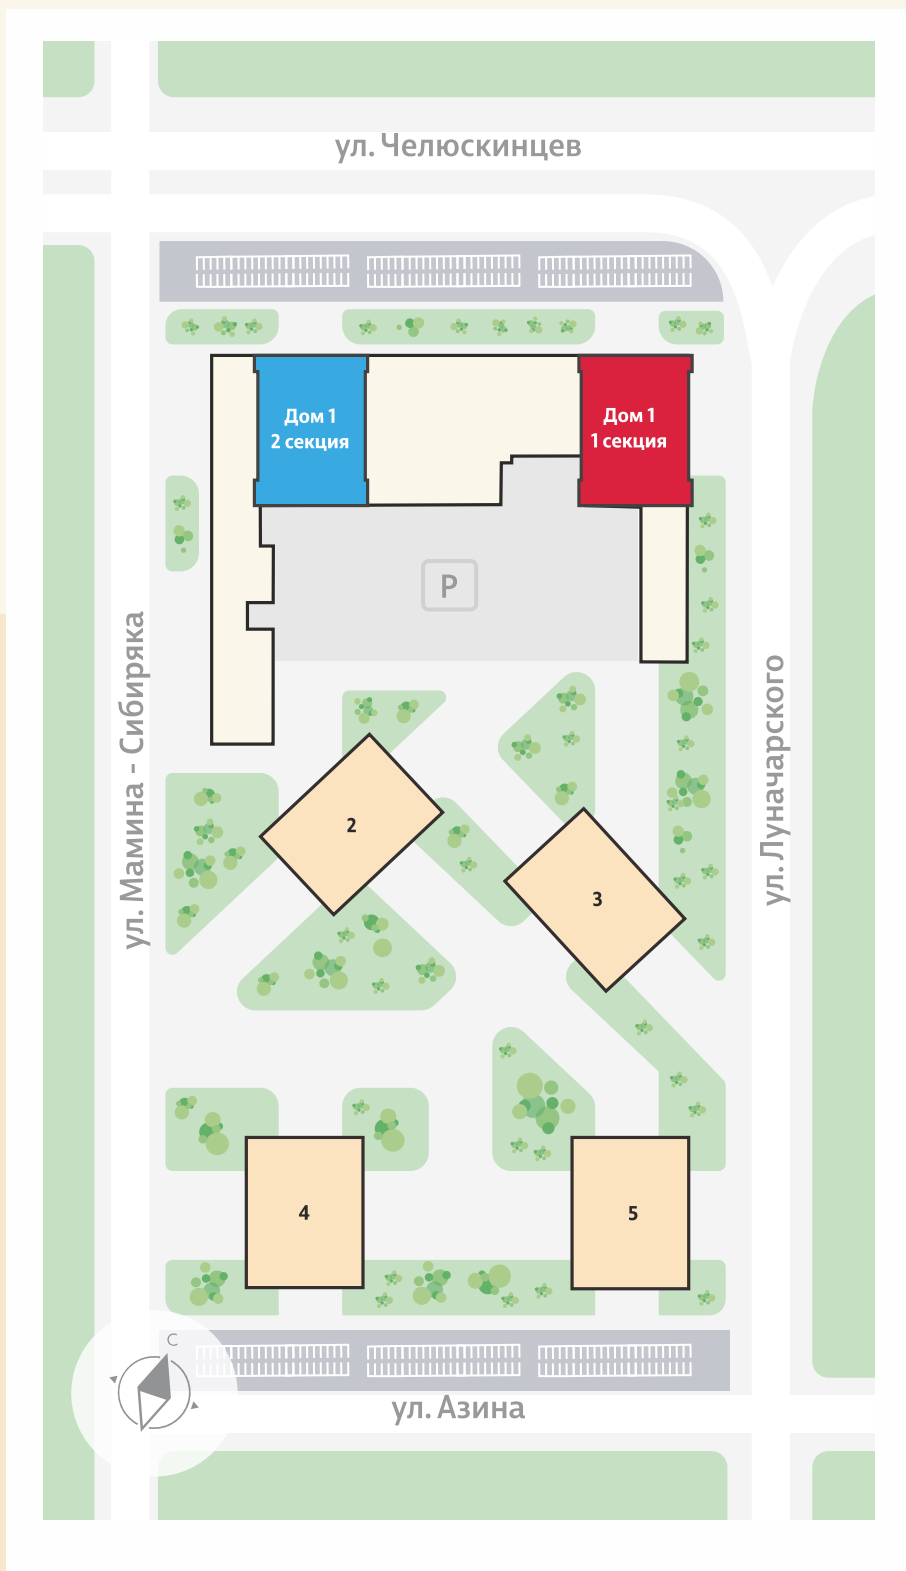 ул. Челюскинцев
Дом 1
2 секция
Дом 1
1 секция
P
ул. Мамина - Сибиряка
ул. Луначарского
2
3
4
5
С
ул. Азина